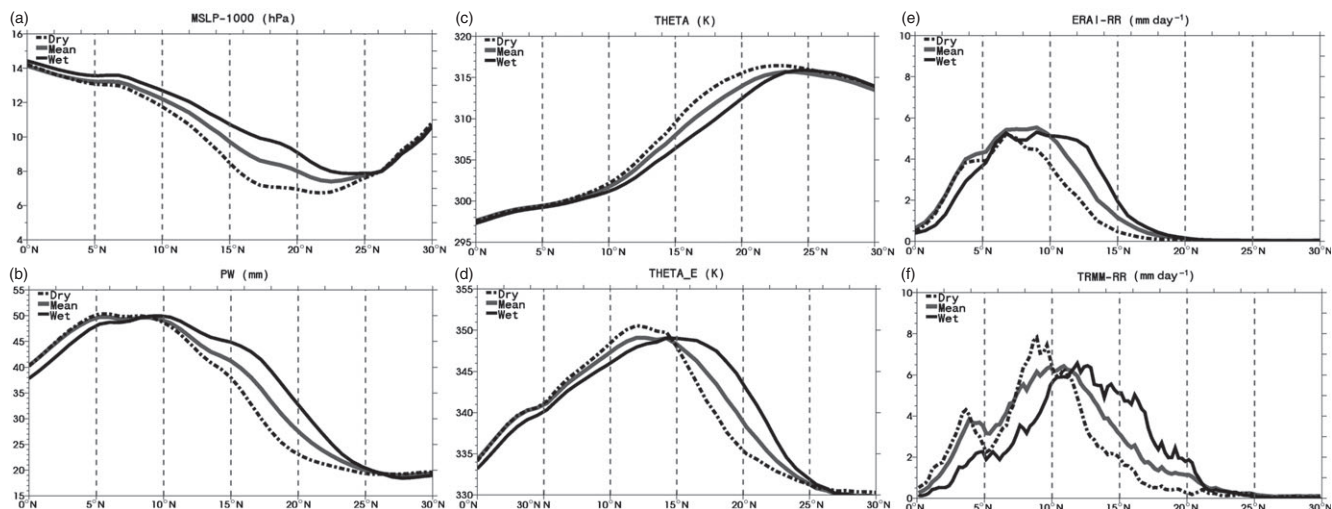 (a)
MSLP-1000 (hPa)
16
14
12
10
8
6
4
Dry
Mean
Wet
0°N
5°N
10°N
15°N
20°N
25°N
30°N
(c)
THETA (K)
320
315
310
305
300
295
Dry
Mean
Wet
0°N
5°N
10°N
15°N
20°N
25°N
30°N
(e)
ERAI-RR (mm day⁻¹)
10
8
6
4
2
0
Dry
Mean
Wet
0°N
5°N
10°N
15°N
20°N
25°N
30°N
(b)
PW (mm)
55
50
45
40
35
30
25
20
15
Dry
Mean
Wet
0°N
5°N
10°N
15°N
20°N
25°N
(d)
THETA_E (K)
355
350
345
340
335
330
Dry
Mean
Wet
30°N
5°N
10°N
15°N
20°N
25°N
30°N
(f)
TRMM-RR (mm day⁻¹)
10
8
6
4
2
0
Dry
Mean
Wet
5°N
10°N
15°N
20°N
25°N
30°N